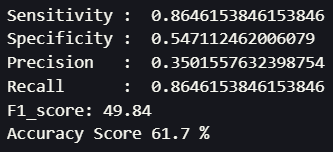 Sensitivity :  0.8646153846153846
Specificity :  0.547112462006079
Precision   :  0.3501557632398754
Recall      :  0.8646153846153846
F1_score: 49.84
Accuracy Score 61.7 %